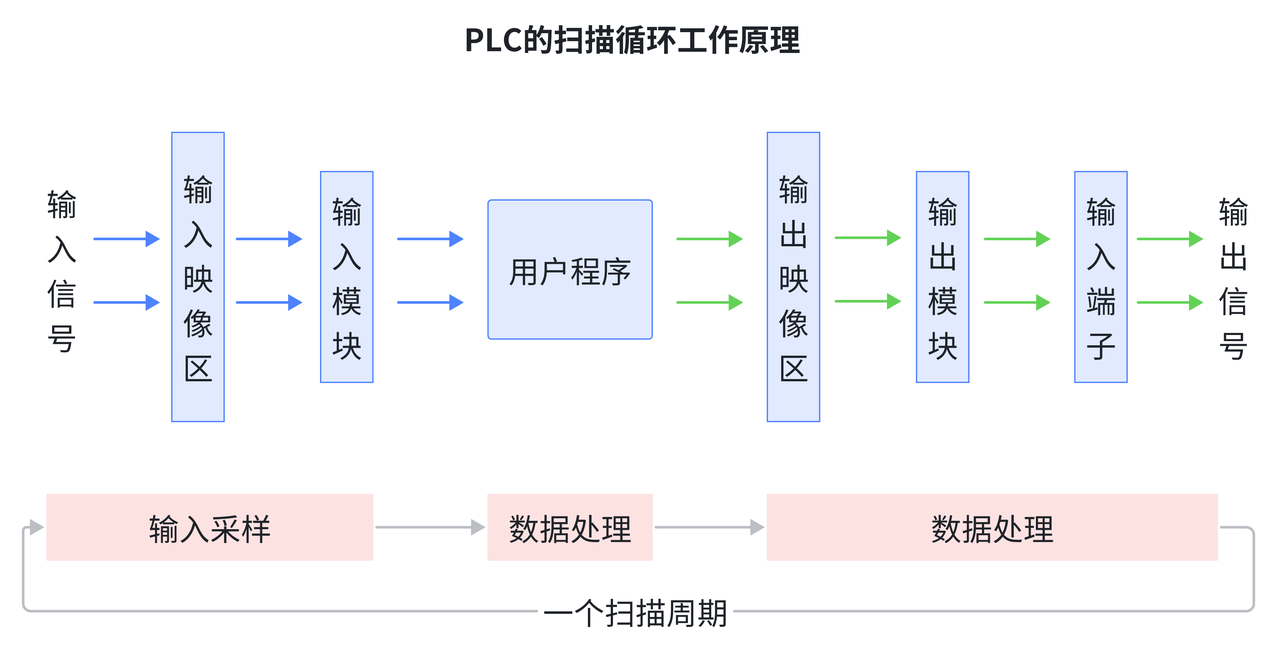 PLC的扫描循环工作原理
输入信号
输入映像区
输入模块
用户程序
输出映像区
输出模块
输入端子
输出信号
输入采样
数据处理
数据处理
一个扫描周期